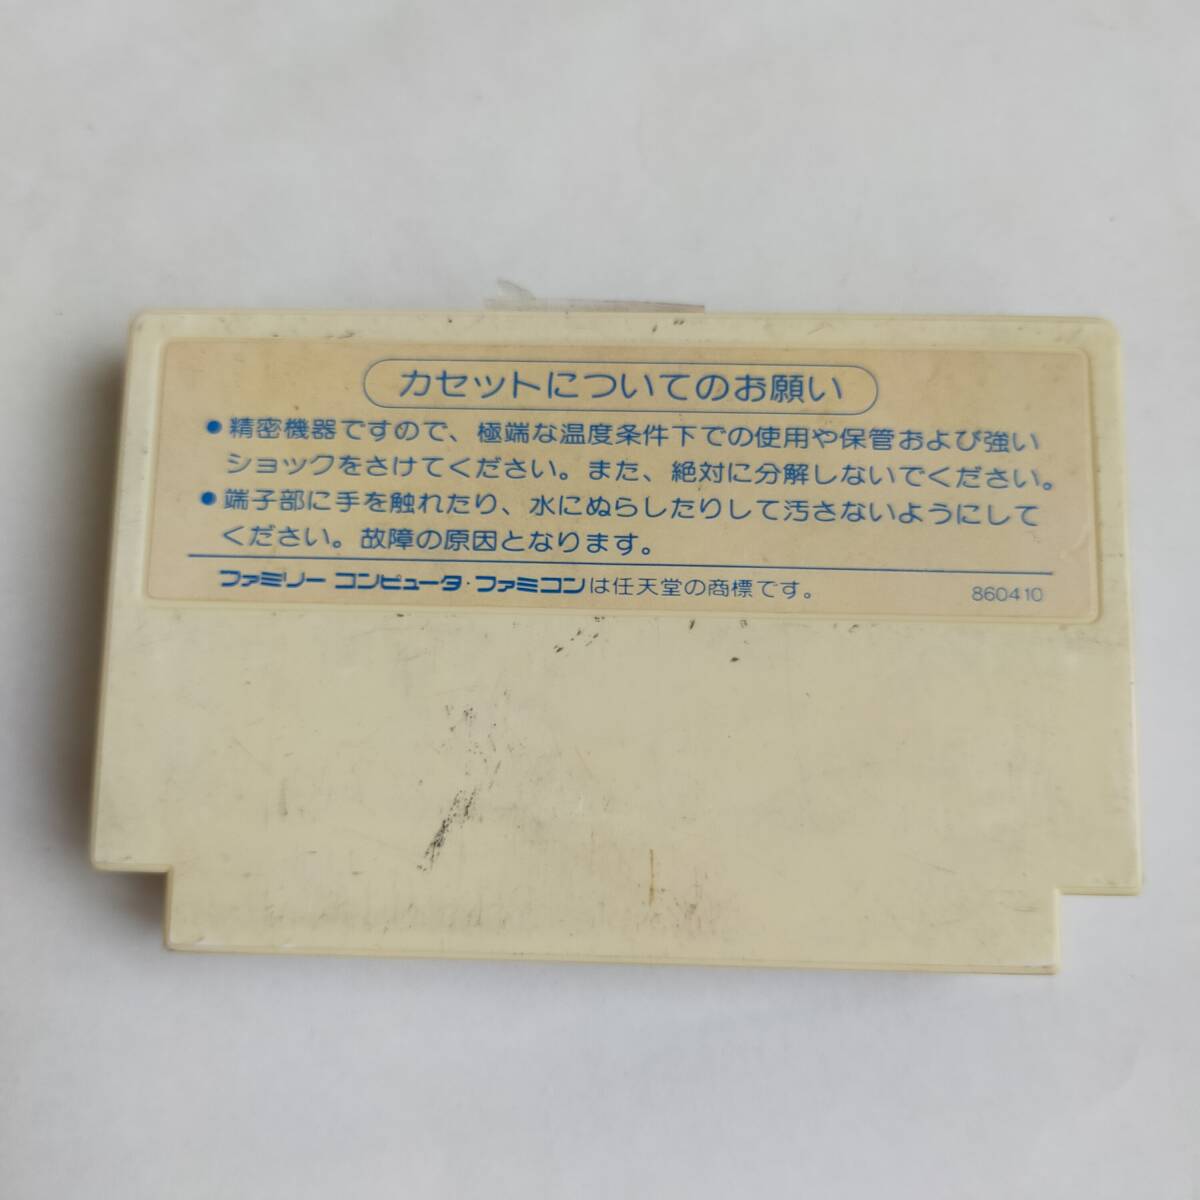 カセットについてのお願い
● 精密機器ですので、極端な温度条件下での使用や保管および強い
ショックをさけてください。また、絶対に分解しないでください。
● 端子部に手を触れたり、水にぬらしたりして汚さないようにして
ください。故障の原因となります。
ファミリー コンピュータ・ファミコンは任天堂の商標です。 860410